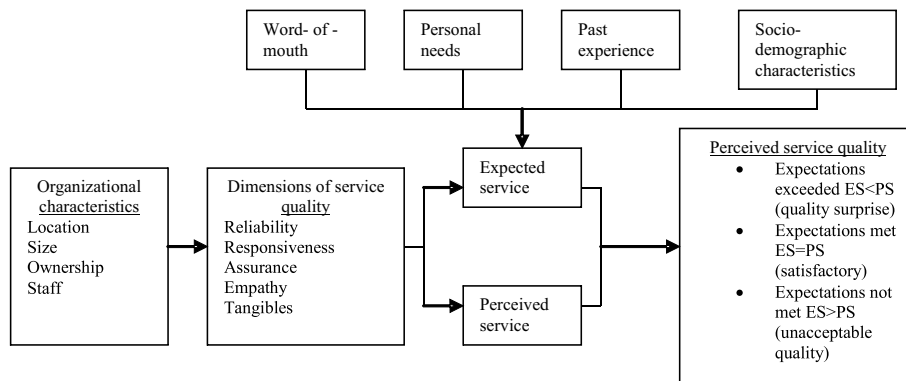 Word- of -
mouth
Personal
needs
Past
experience
Socio-
demographic
characteristics
Organizational
characteristics
Location
Size
Ownership
Staff
Dimensions of service
quality
Reliability
Responsiveness
Assurance
Empathy
Tangibles
Expected
service
Perceived
service
Perceived service quality
• Expectations
exceeded ES<PS
(quality surprise)
• Expectations met
ES=PS
(satisfactory)
• Expectations not
met ES>PS
(unacceptable
quality)